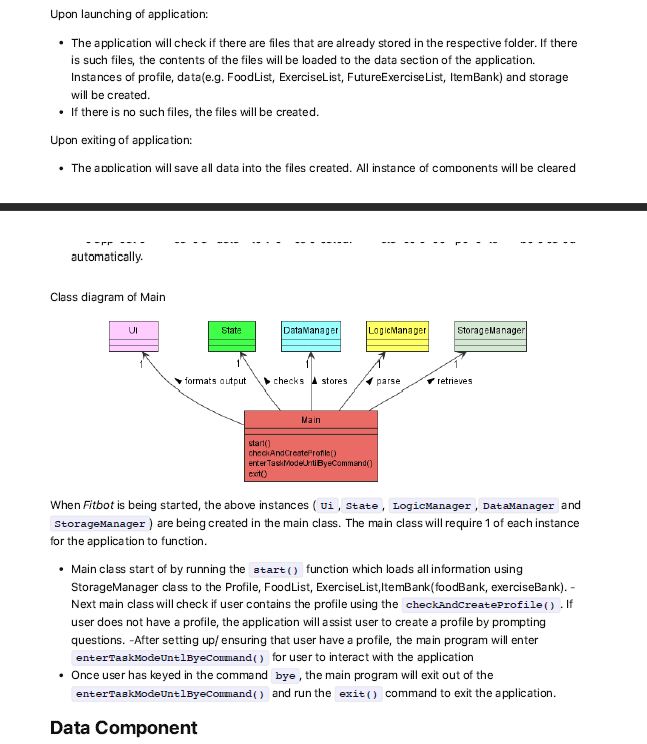 Upon launching of application:
• The application will check if there are files that are already stored in the respective folder. If there
is such files, the contents of the files will be loaded to the data section of the application.
Instances of profile, data(e.g. FoodList, ExerciseList, FutureExerciseList, ItemBank) and storage
will be created.
• If there is no such files, the files will be created.
Upon exiting of application:
• The application will save all data into the files created. All instance of components will be cleared
automatically.
Class diagram of Main
Ui State DataManager LogicManager StorageManager
1 1 1 1 1
formats output checks stores parse retrieves
Main
start()
checkAndCreateProfile()
enterTaskModeUntilByeCommand()
exit()
When Fitbot is being started, the above instances ( Ui , State , LogicManager , DataManager and
StorageManager ) are being created in the main class. The main class will require 1 of each instance
for the application to function.
• Main class start of by running the start() function which loads all information using
StorageManager class to the Profile, FoodList, ExerciseList,ItemBank(foodBank, exerciseBank). -
Next main class will check if user contains the profile using the checkAndCreateProfile() . If
user does not have a profile, the application will assist user to create a profile by prompting
questions. -After setting up/ ensuring that user have a profile, the main program will enter
enterTaskModeUntlByeCommand() for user to interact with the application
• Once user has keyed in the command bye , the main program will exit out of the
enterTaskModeUntlByeCommand() and run the exit() command to exit the application.
Data Component